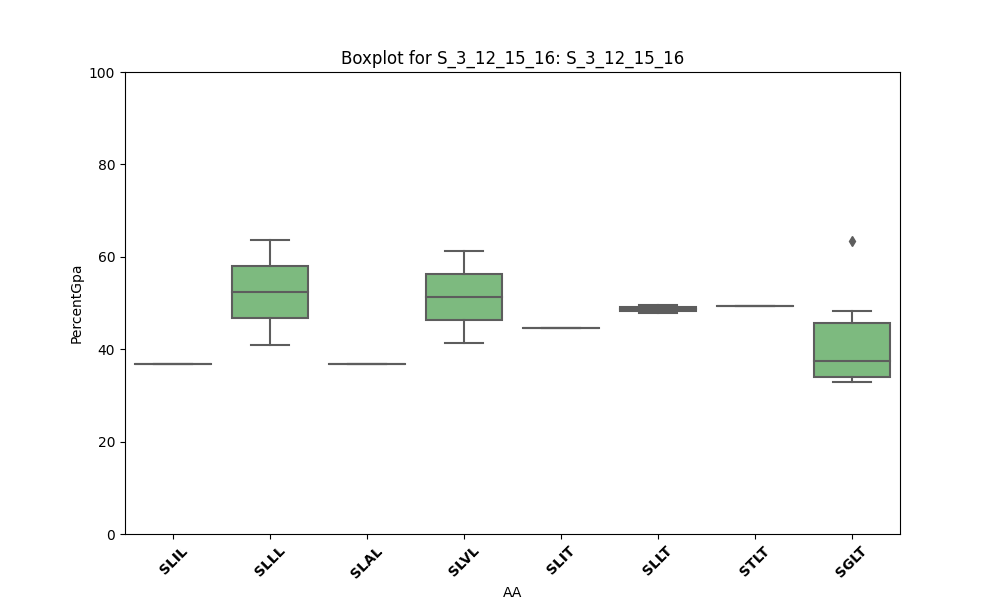 Boxplot for S_3_12_15_16: S_3_12_15_16
100
80
60
40
20
0
PercentGpa
SLIL
SLLL
SLAL
SLVL
SLIT
SLLT
STLT
SGLT
AA